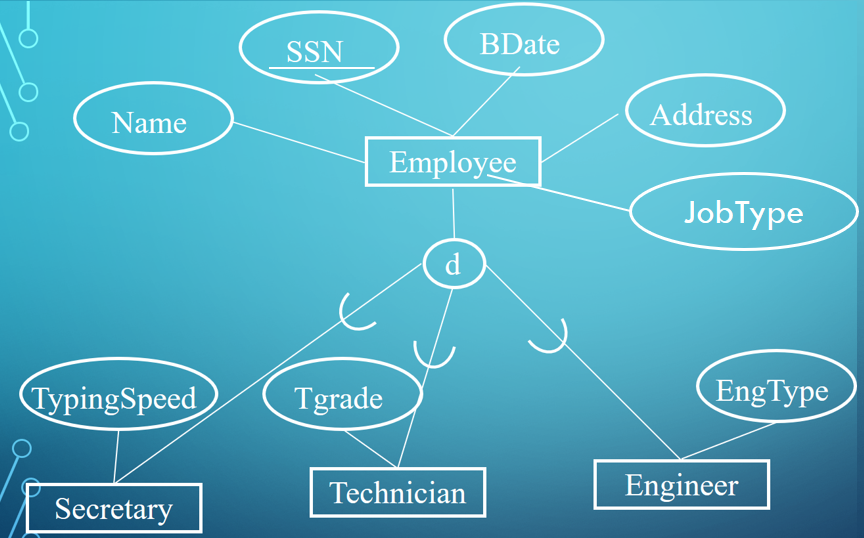 SSN
BDate
Name
Address
Employee
JobType
d
TypingSpeed
Tgrade
EngType
Secretary
Technician
Engineer